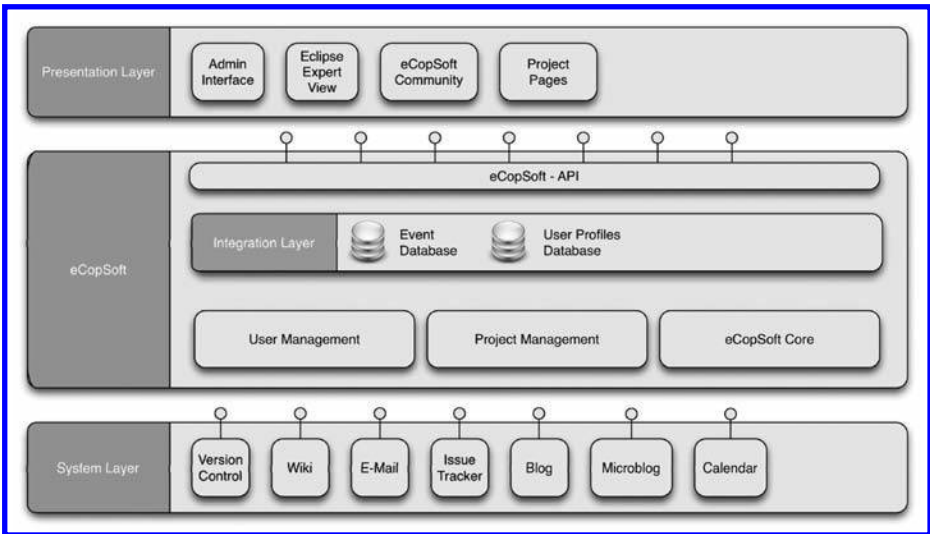 Presentation Layer
Admin
Interface
Eclipse
Expert
View
eCopSoft
Community
Project
Pages
eCopSoft
eCopSoft - API
Integration Layer
Event
Database
User Profiles
Database
User Management
Project Management
eCopSoft Core
System Layer
Version
Control
Wiki
E-Mail
Issue
Tracker
Blog
Microblog
Calendar